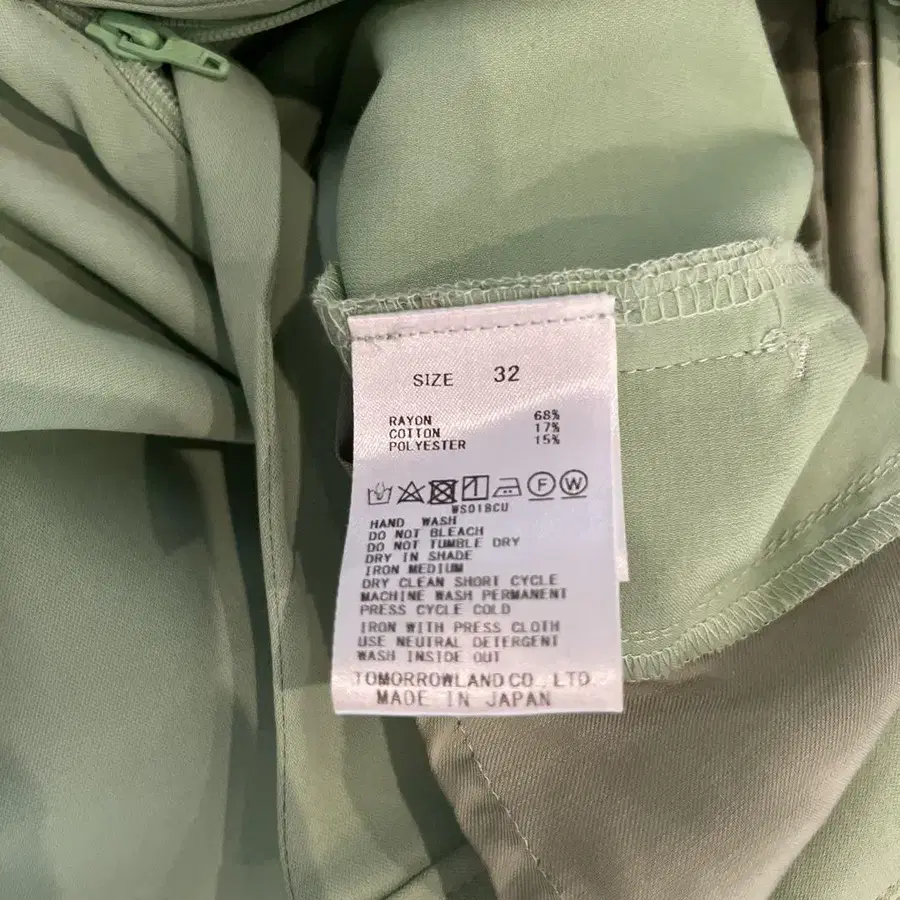 SIZE 32
RAYON 68%
COTTON 17%
POLYESTER 15%
F W
WS01BCU
HAND WASH
DO NOT BLEACH
DO NOT TUMBLE DRY
DRY IN SHADE
IRON MEDIUM
DRY CLEAN SHORT CYCLE
MACHINE WASH PERMANENT
PRESS CYCLE COLD
IRON WITH PRESS CLOTH
USE NEUTRAL DETERGENT
WASH INSIDE OUT
TOMORROWLAND CO., LTD.
MADE IN JAPAN